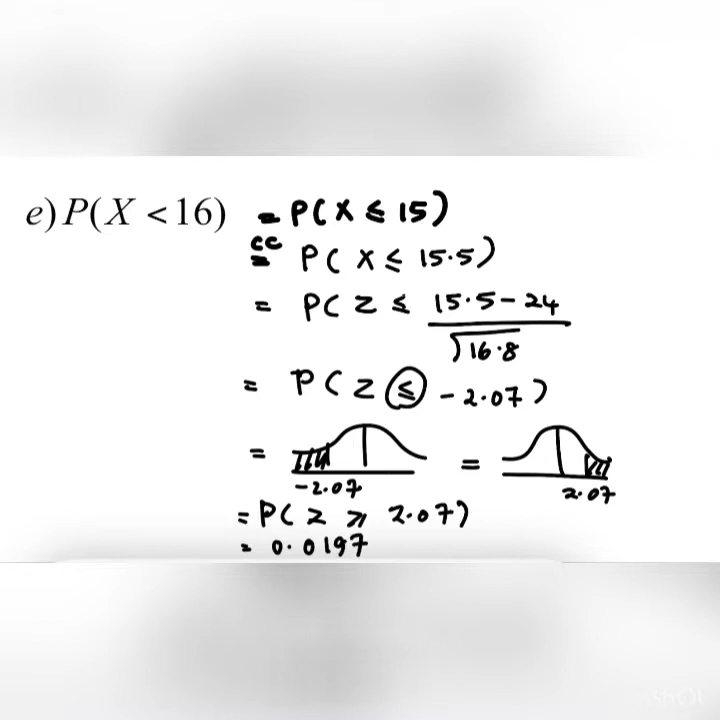 e) P(X < 16) = P(X ≤ 15)
cc
= P(X ≤ 15.5)
= P(Z ≤ (15.5 - 24)/√16.8
= P(Z ≤ -2.07)
= =
-2.07 2.07
= P(Z ≥ 2.07)
= 0.0197